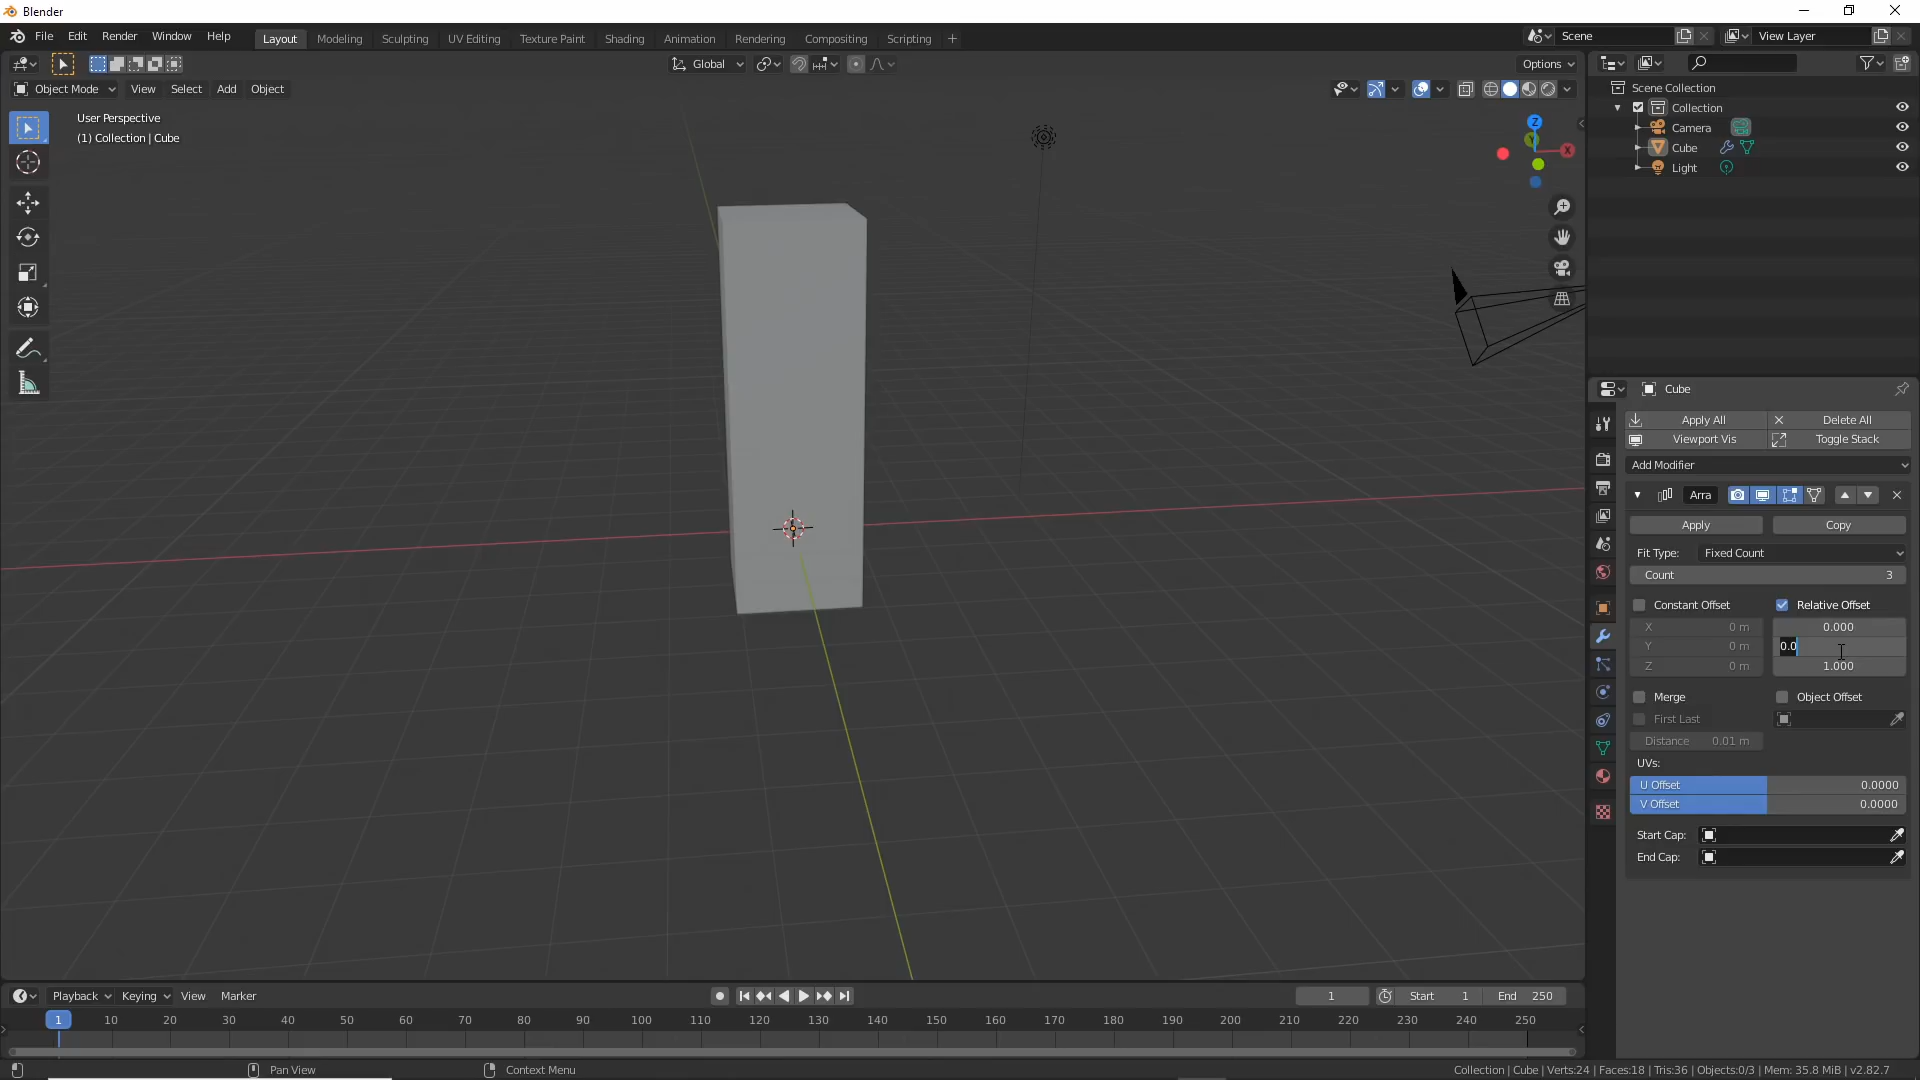 Blender
File Edit Render Window Help
Layout Modeling Sculpting UV Editing Texture Paint Shading Animation Rendering Compositing Scripting +
Scene
View Layer
Global
Options
Object Mode View Select Add Object
User Perspective
(1) Collection | Cube
Z
Y
X
Scene Collection
Collection
Camera
Cube
Light
Cube
Apply All Delete All
Viewport Vis Toggle Stack
Add Modifier
Arra
Apply Copy
Fit Type: Fixed Count
Count 3
Constant Offset Relative Offset
X 0 m 0.000
Y 0 m 0.0
Z 0 m 1.000
Merge Object Offset
First Last
Distance 0.01 m
UVs:
U Offset 0.0000
V Offset 0.0000
Start Cap:
End Cap:
Playback Keying View Marker
1 Start 1 End 250
1 10 20 30 40 50 60 70 80 90 100 110 120 130 140 150 160 170 180 190 200 210 220 230 240 250
Pan View Context Menu
Collection | Cube | Verts:24 | Faces:18 | Tris:36 | Objects:0/3 | Mem: 35.8 MiB | v2.82.7